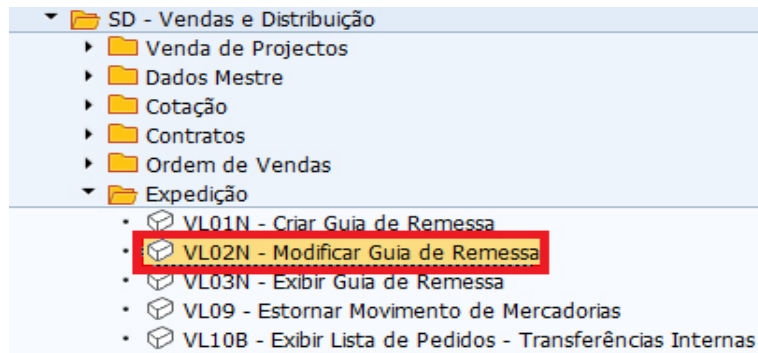 SD - Vendas e Distribuição
Venda de Projectos
Dados Mestre
Cotação
Contratos
Ordem de Vendas
Expedição
VL01N - Criar Guia de Remessa
VL02N - Modificar Guia de Remessa
VL03N - Exibir Guia de Remessa
VL09 - Estornar Movimento de Mercadorias
VL10B - Exibir Lista de Pedidos - Transferências Internas